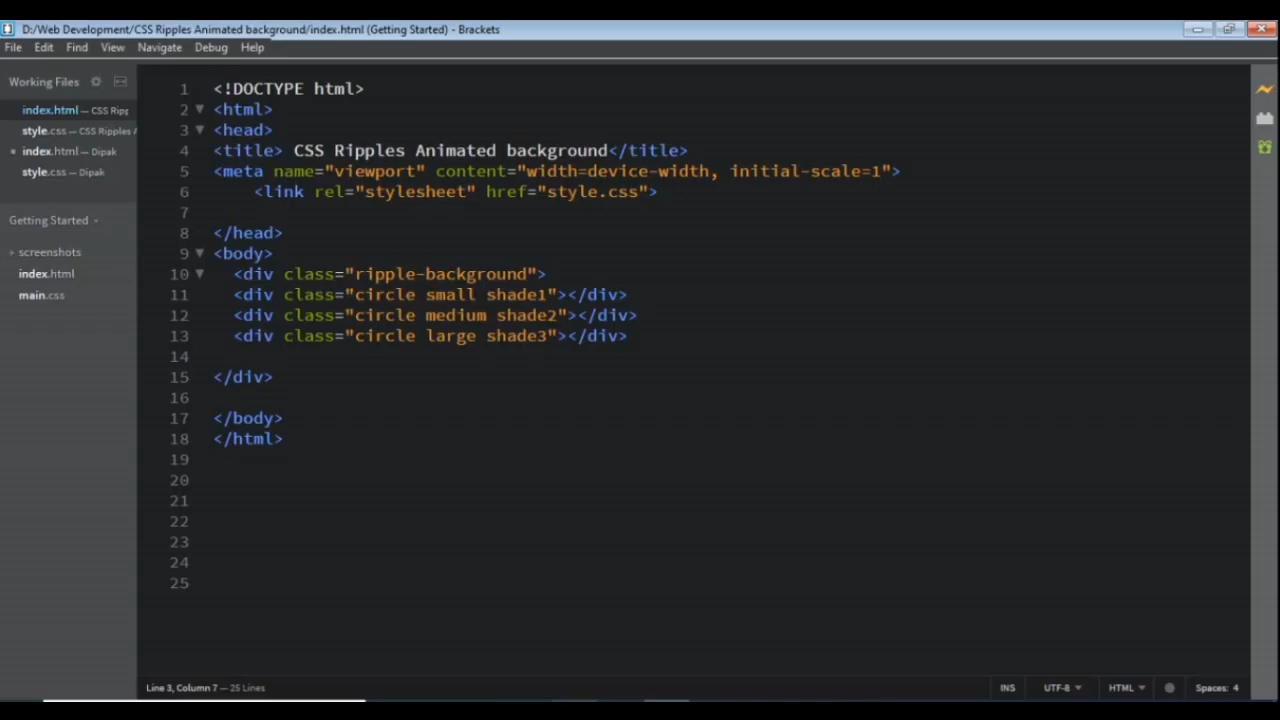 D:/Web Development/CSS Ripples Animated background/index.html (Getting Started) - Brackets
File Edit Find View Navigate Debug Help
Working Files
index.html — CSS Ripp
style.css — CSS Ripples A
index.html — Dipak
style.css — Dipak
Getting Started
screenshots
index.html
main.css
1 <!DOCTYPE html>
2 <html>
3 <head>
4 <title> CSS Ripples Animated background</title>
5 <meta name="viewport" content="width=device-width, initial-scale=1">
6     <link rel="stylesheet" href="style.css">
7
8 </head>
9 <body>
10   <div class="ripple-background">
11   <div class="circle small shade1"></div>
12   <div class="circle medium shade2"></div>
13   <div class="circle large shade3"></div>
14
15 </div>
16
17 </body>
18 </html>
19
20
21
22
23
24
25
Line 3, Column 7 — 25 Lines
INS UTF-8 HTML Spaces: 4